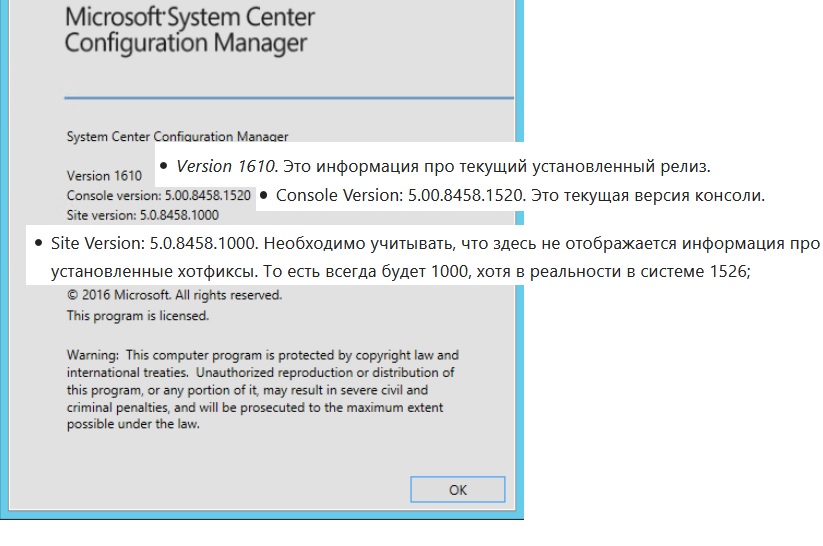 Microsoft System Center
Configuration Manager
System Center Configuration Manager
Version 1610
• Version 1610. Это информация про текущий установленный релиз.
Console version: 5.00.8458.1520
• Console Version: 5.00.8458.1520. Это текущая версия консоли.
Site version: 5.0.8458.1000
• Site Version: 5.0.8458.1000. Необходимо учитывать, что здесь не отображается информация про
установленные хотфиксы. То есть всегда будет 1000, хотя в реальности в системе 1526;
© 2016 Microsoft. All rights reserved.
This program is licensed.
Warning: This computer program is protected by copyright law and
international treaties. Unauthorized reproduction or distribution of
this program, or any portion of it, may result in severe civil and
criminal penalties, and will be prosecuted to the maximum extent
possible under the law.
OK